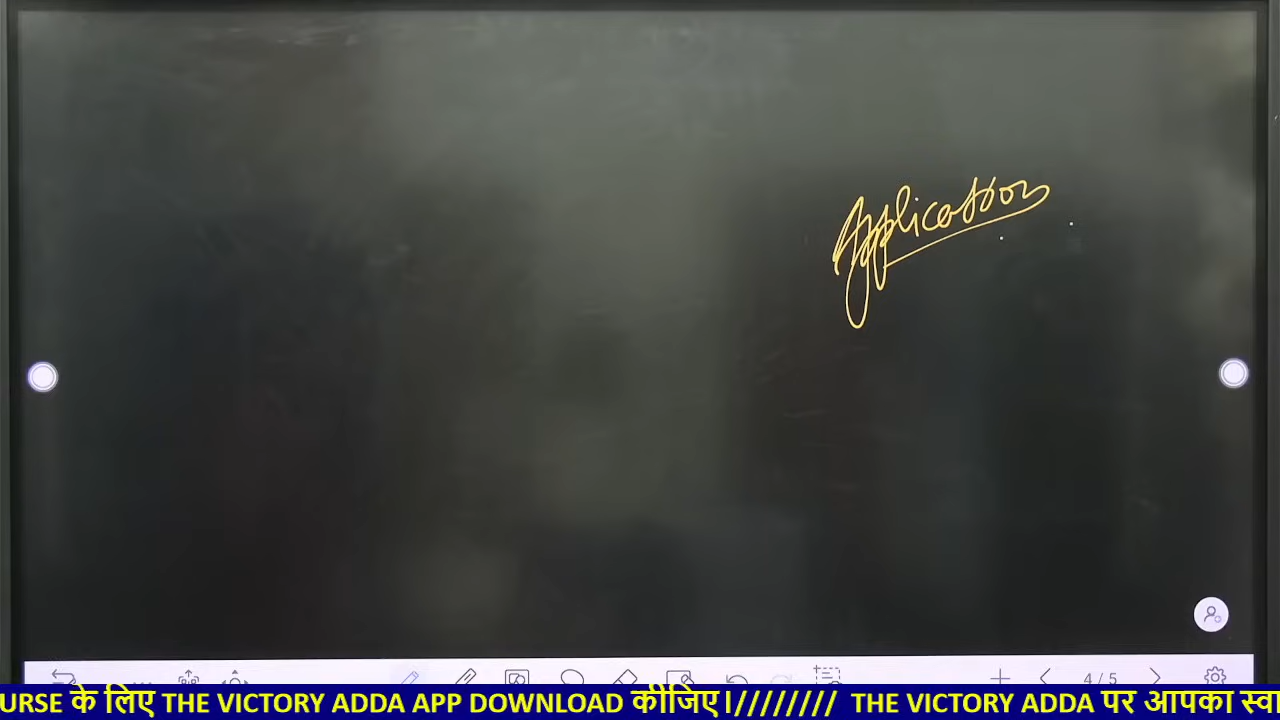 Application
4/5
URSE के लिए THE VICTORY ADDA APP DOWNLOAD कीजिए।//////// THE VICTORY ADDA पर आपका स्वा